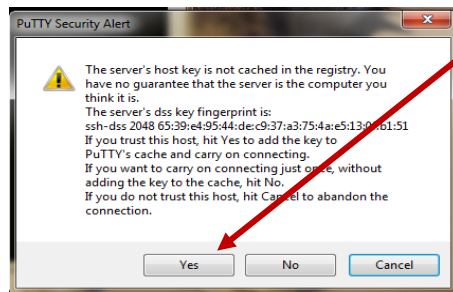 PuTTY Security Alert
The server's host key is not cached in the registry. You
have no guarantee that the server is the computer you
think it is.
The server's dss key fingerprint is:
ssh-dss 2048 65:39:e4:95:44:de:c9:37:a3:75:4a:e5:13:
If you trust this host, hit Yes to add the key to
PuTTY's cache and carry on connecting.
If you want to carry on connecting just once, without
adding the key to the cache, hit No.
If you do not trust this host, hit Cancel to abandon the
connection.
Yes No Cancel